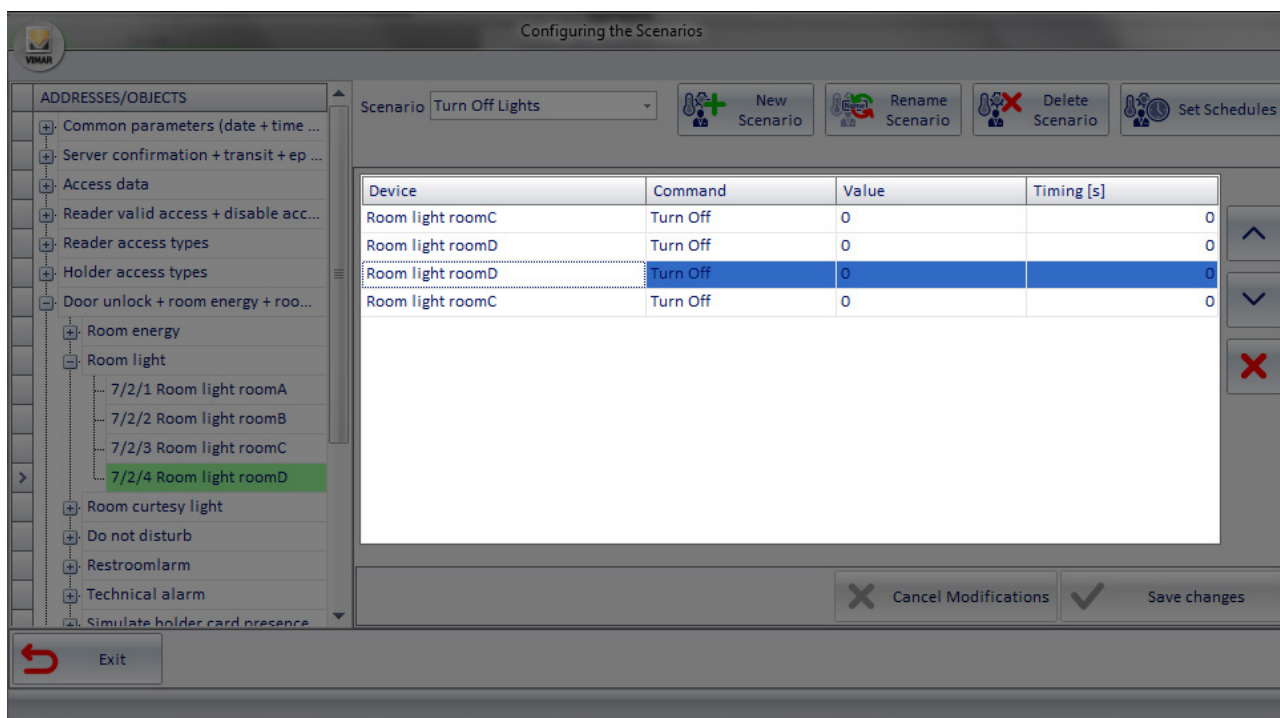 Configuring the Scenarios
VIMAR
ADDRESSES/OBJECTS
Common parameters (date + time ...
Server confirmation + transit + ep ...
Access data
Reader valid access + disable acc...
Reader access types
Holder access types
Door unlock + room energy + roo...
Room energy
Room light
7/2/1 Room light roomA
7/2/2 Room light roomB
7/2/3 Room light roomC
7/2/4 Room light roomD
Room curtesy light
Do not disturb
Restroomlarm
Technical alarm
Simulate holder card presence
Scenario Turn Off Lights
New Scenario
Rename Scenario
Delete Scenario
Set Schedules
Device Command Value Timing [s]
Room light roomC Turn Off 0 0
Room light roomD Turn Off 0 0
Room light roomD Turn Off 0 0
Room light roomC Turn Off 0 0
Cancel Modifications Save changes
Exit